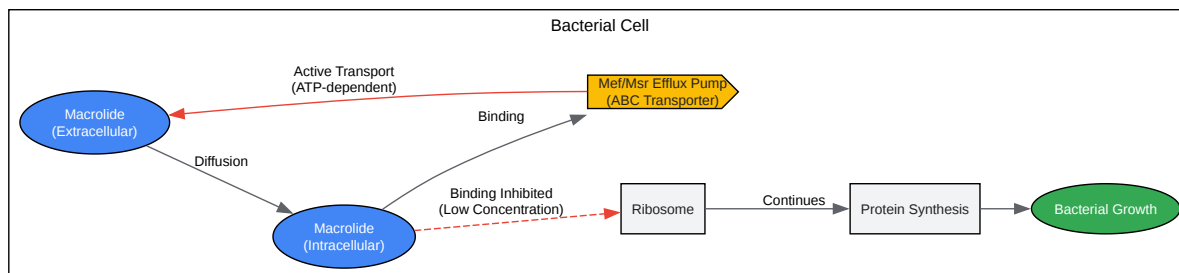 Bacterial Cell
Active Transport
(ATP-dependent)
Mef/Msr Efflux Pump
(ABC Transporter)
Macrolide
(Extracellular)
Binding
Diffusion
Binding Inhibited
(Low Concentration)
Macrolide
(Intracellular)
Ribosome
Continues
Protein Synthesis
Bacterial Growth